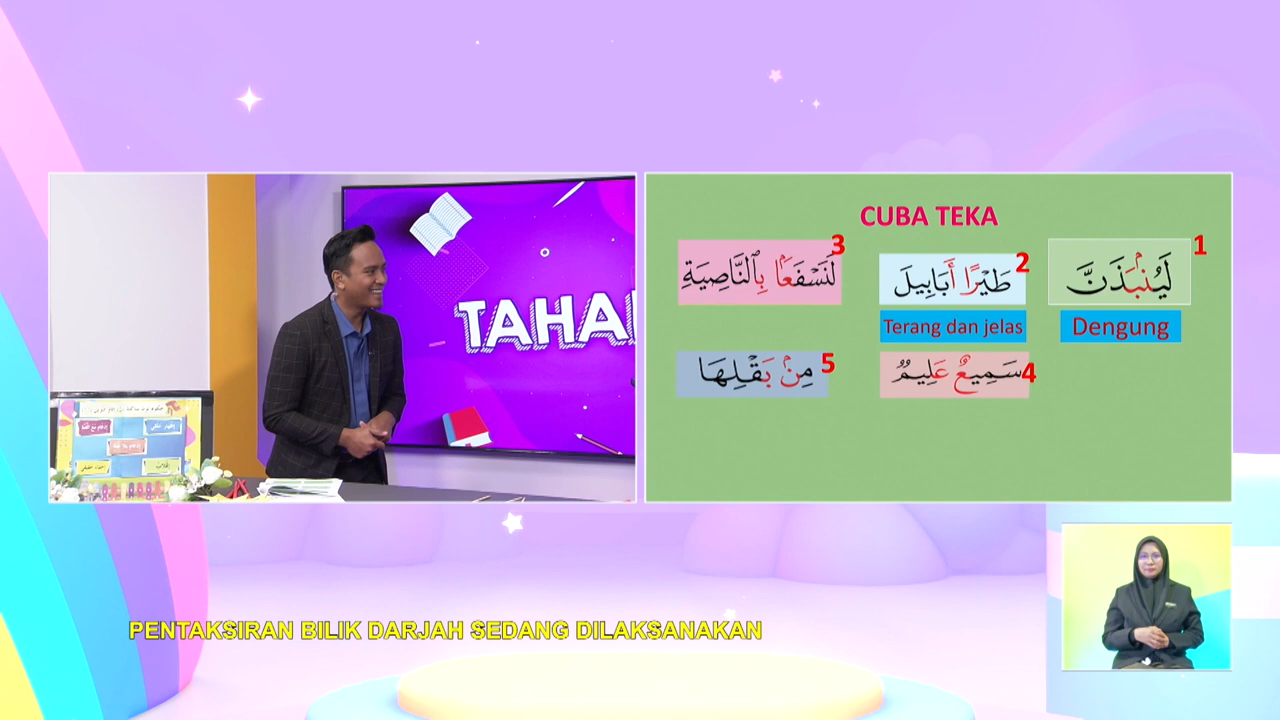 TAHA
CUBA TEKA
1
لَيُنۢبَذَنَّ
Dengung
2
طَيْرًا أَبَابِيلَ
Terang dan jelas
3
لَنَسْفَعًۢا بِٱلنَّاصِيَةِ
4
سَمِيعٌ عَلِيمٌ
5
مِنۢ بَقْلِهَا
PENTAKSIRAN BILIK DARJAH SEDANG DILAKSANAKAN